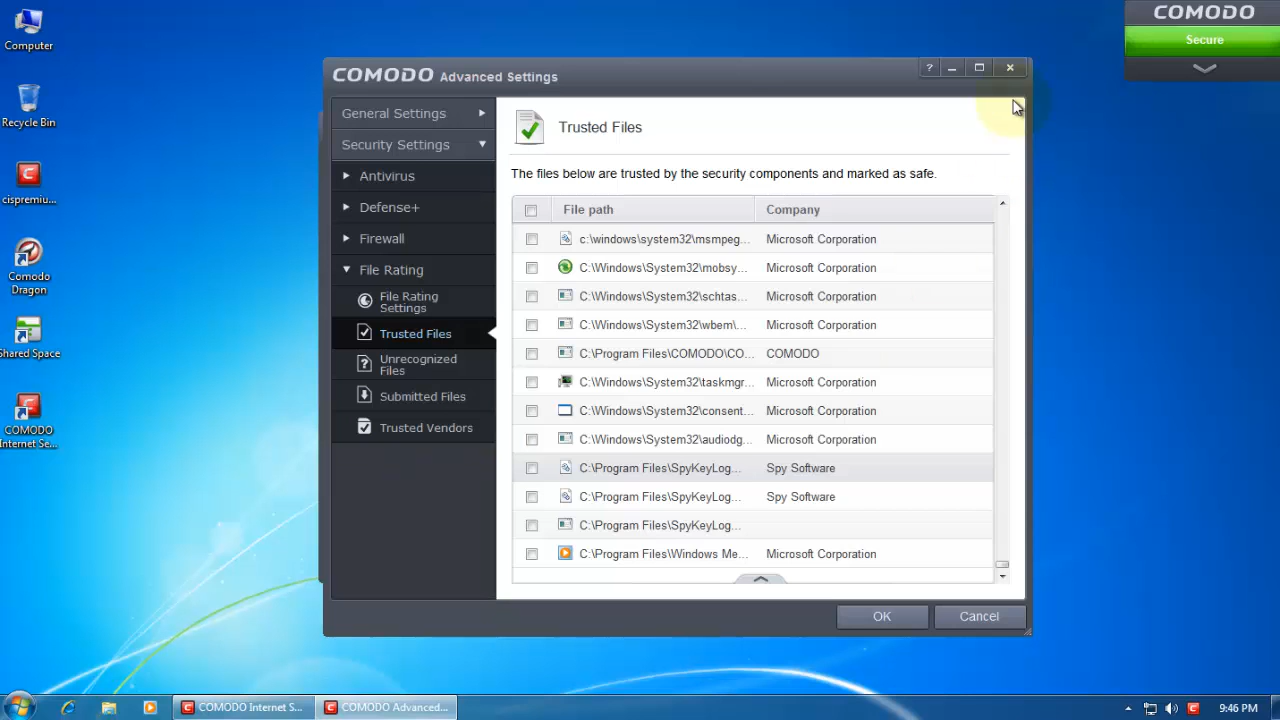 Computer
Recycle Bin
cispremiu...
Comodo
Dragon
Shared Space
COMODO
Internet Se...
COMODO
Secure
COMODO Advanced Settings
?
General Settings
Security Settings
Antivirus
Defense+
Firewall
File Rating
File Rating
Settings
Trusted Files
Unrecognized
Files
Submitted Files
Trusted Vendors
Trusted Files
The files below are trusted by the security components and marked as safe.
File path Company
c:\windows\system32\msmpeg... Microsoft Corporation
C:\Windows\System32\mobsy... Microsoft Corporation
C:\Windows\System32\schtas... Microsoft Corporation
C:\Windows\System32\wbem\... Microsoft Corporation
C:\Program Files\COMODO\CO... COMODO
C:\Windows\System32\taskmgr... Microsoft Corporation
C:\Windows\System32\consent... Microsoft Corporation
C:\Windows\System32\audiodg... Microsoft Corporation
C:\Program Files\SpyKeyLog... Spy Software
C:\Program Files\SpyKeyLog... Spy Software
C:\Program Files\SpyKeyLog...
C:\Program Files\Windows Me... Microsoft Corporation
OK Cancel
COMODO Internet S... COMODO Advanced... 9:46 PM